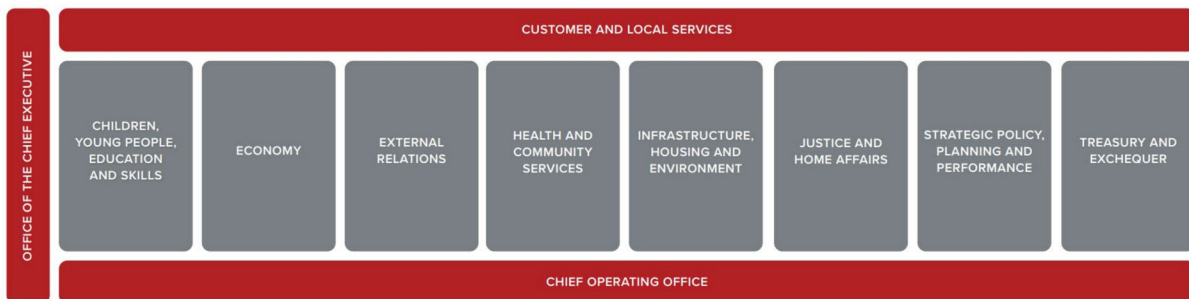 OFFICE OF THE CHIEF EXECUTIVE
CUSTOMER AND LOCAL SERVICES
CHILDREN,
YOUNG PEOPLE,
EDUCATION
AND SKILLS
ECONOMY
EXTERNAL
RELATIONS
HEALTH AND
COMMUNITY
SERVICES
INFRASTRUCTURE,
HOUSING AND
ENVIRONMENT
JUSTICE AND
HOME AFFAIRS
STRATEGIC POLICY,
PLANNING AND
PERFORMANCE
TREASURY AND
EXCHEQUER
CHIEF OPERATING OFFICE